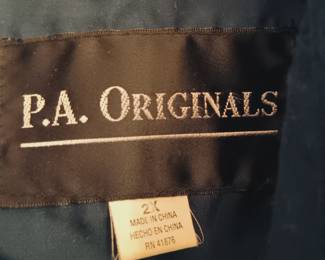 P.A. ORIGINALS
2X
MADE IN CHINA
HECHO EN CHINA
RN 41876